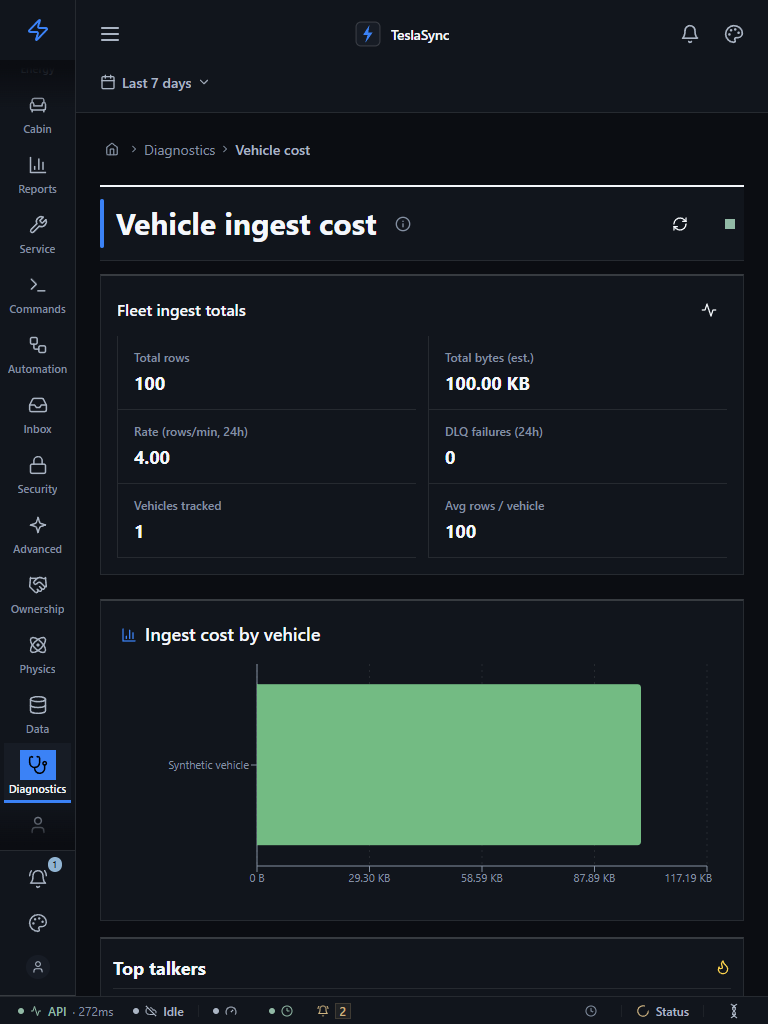 TeslaSync
Last 7 days
Diagnostics
Vehicle cost
Vehicle ingest cost
Fleet ingest totals
Total rows
100
Total bytes (est.)
100.00 KB
Rate (rows/min, 24h)
4.00
DLQ failures (24h)
0
Vehicles tracked
1
Avg rows / vehicle
100
Ingest cost by vehicle
Synthetic vehicle
0 B
29.30 KB
58.59 KB
87.89 KB
117.19 KB
Top talkers
Energy
Cabin
Reports
Service
Commands
Automation
Inbox
Security
Advanced
Ownership
Physics
Data
Diagnostics
1
API · 272ms
Idle
2
Status